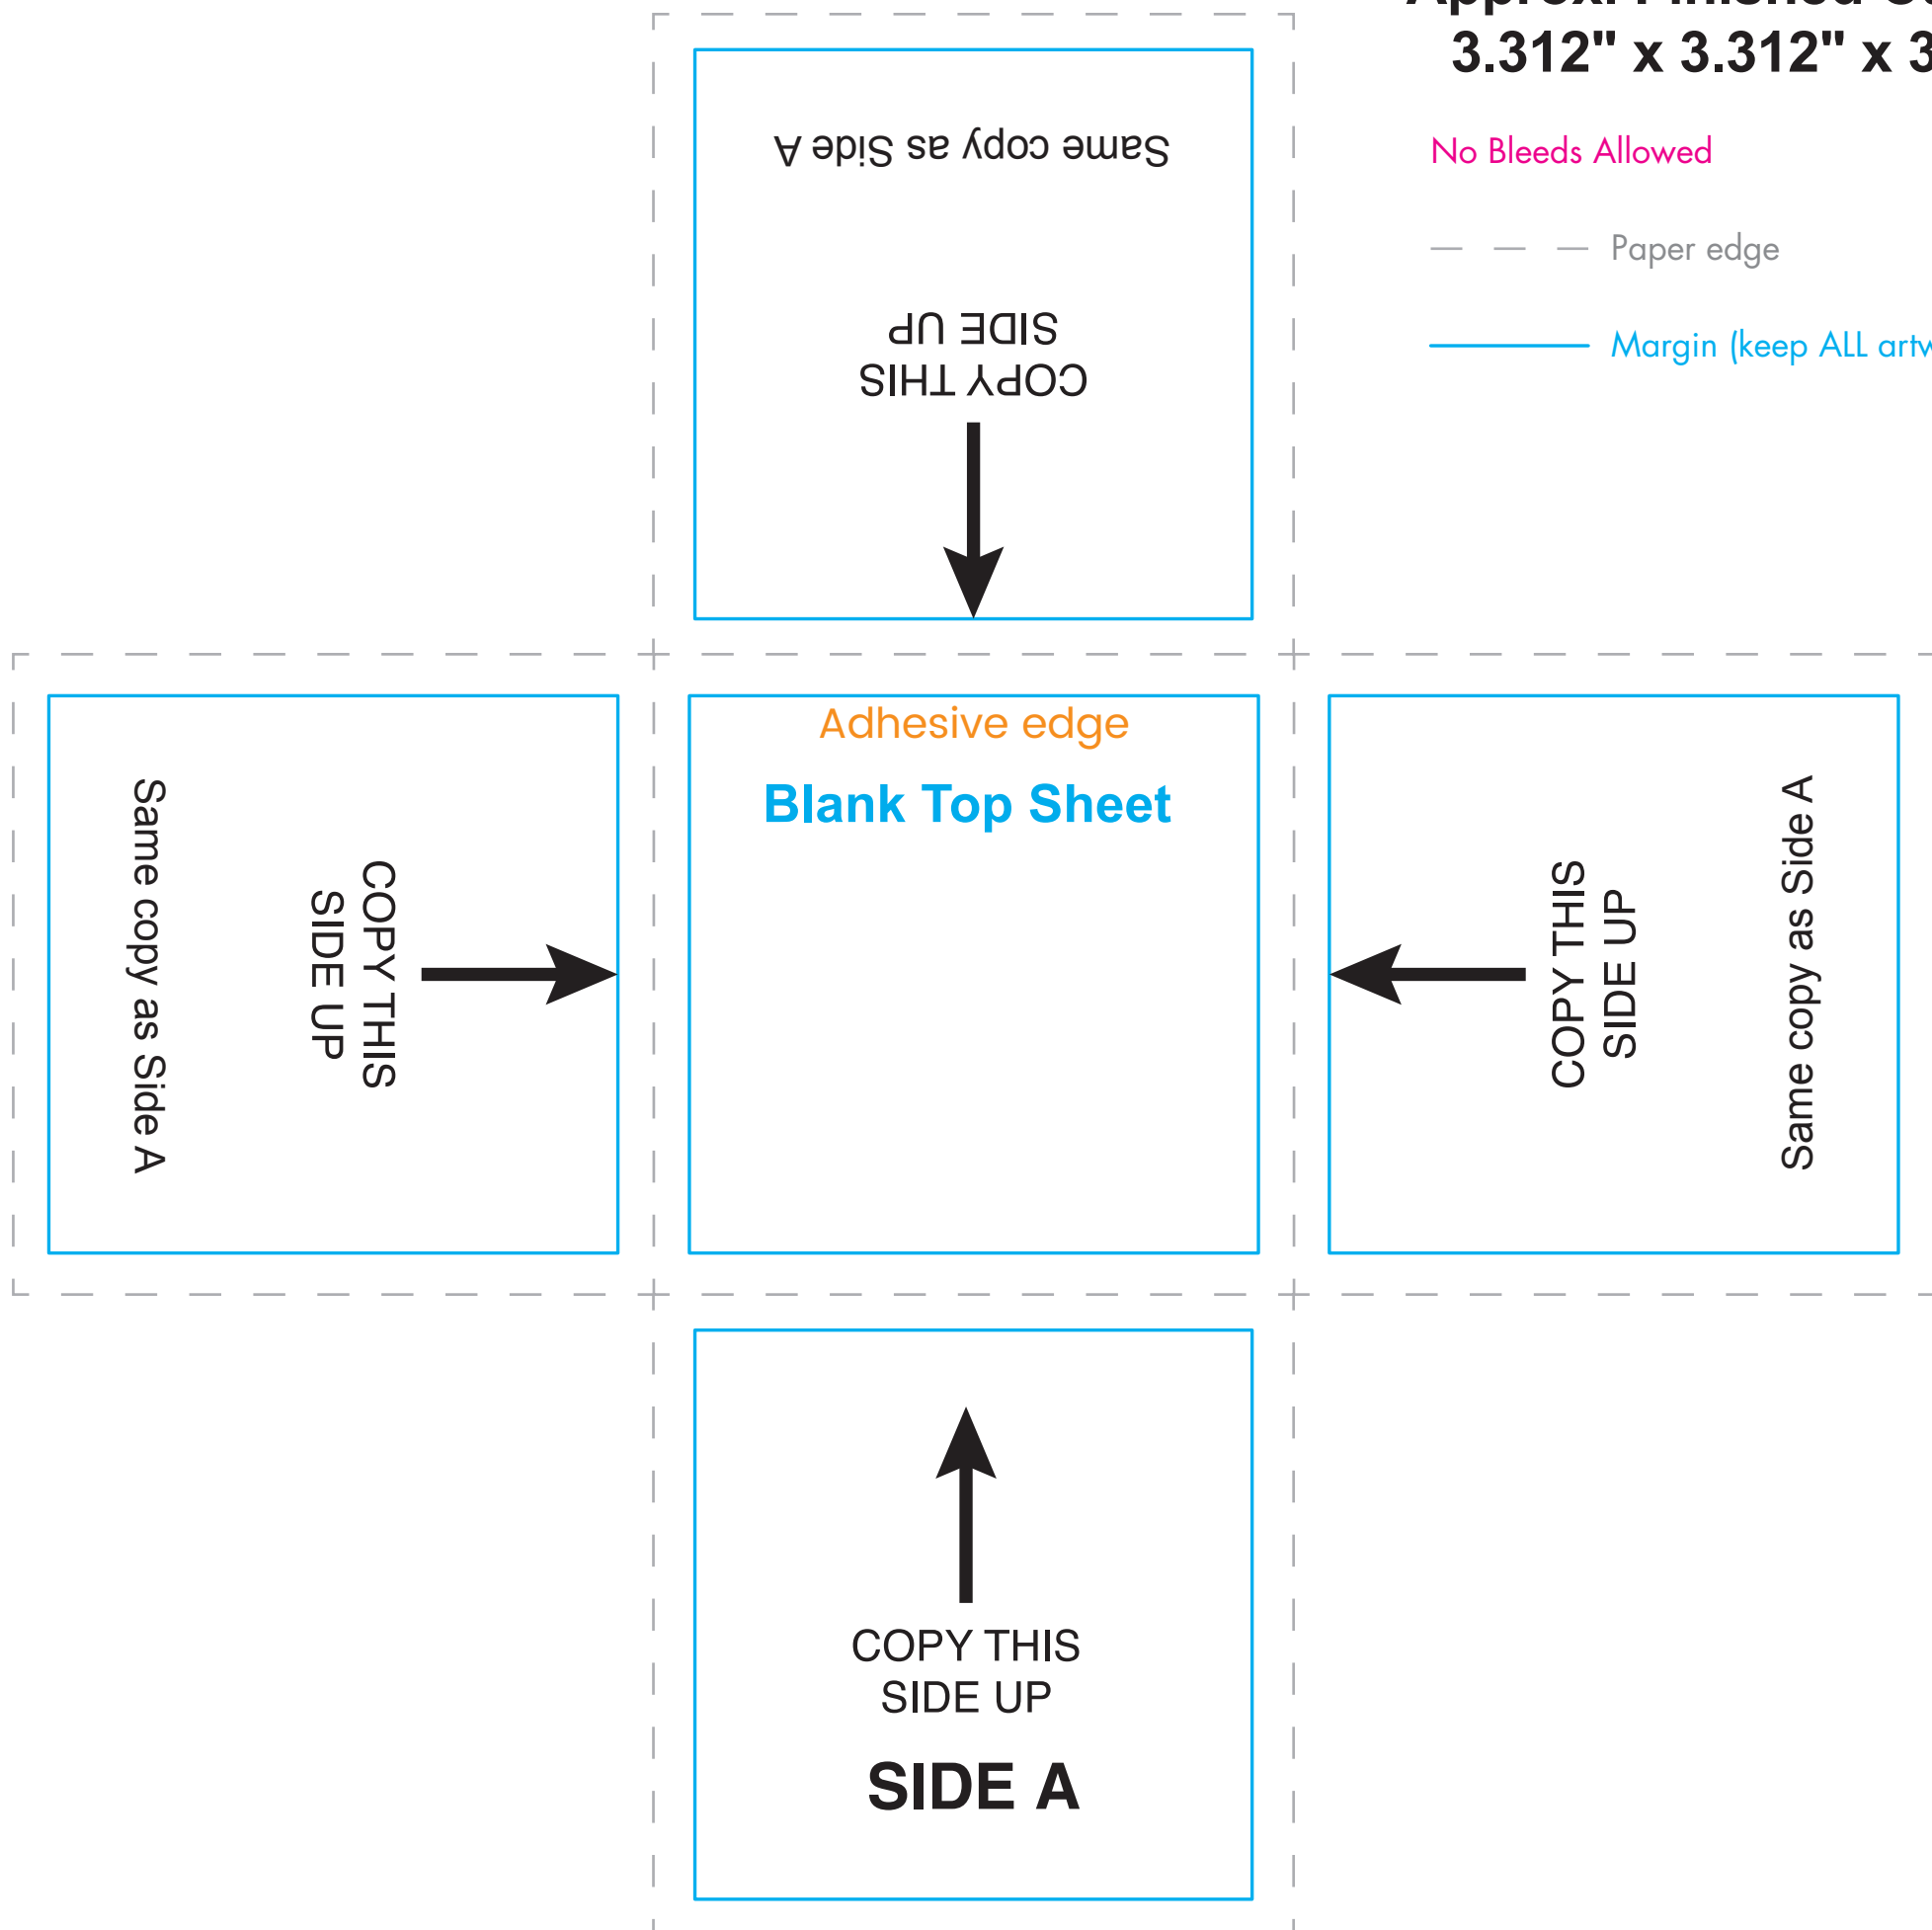 3.312" x 3.312" x
No Bleeds Allowed
Paper edge
Margin (keep ALL
Same copy as Side A
COPY THIS
SIDE UP
Same copy as Side A
COPY THIS
SIDE UP
Adhesive edge
Blank Top Sheet
COPY THIS
SIDE UP
Same copy as Side A
COPY THIS
SIDE UP
SIDE A